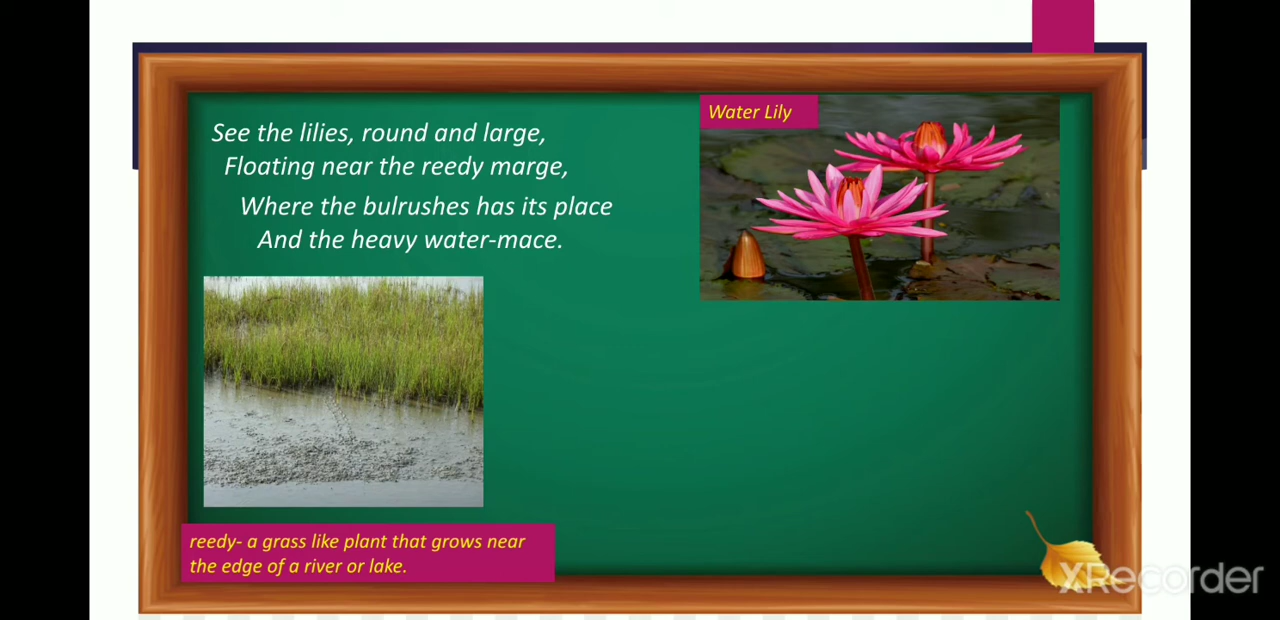 See the lilies, round and large,
Floating near the reedy marge,
Where the bulrushes has its place
And the heavy water-mace.
Water Lily
reedy- a grass like plant that grows near
the edge of a river or lake.
XRecorder